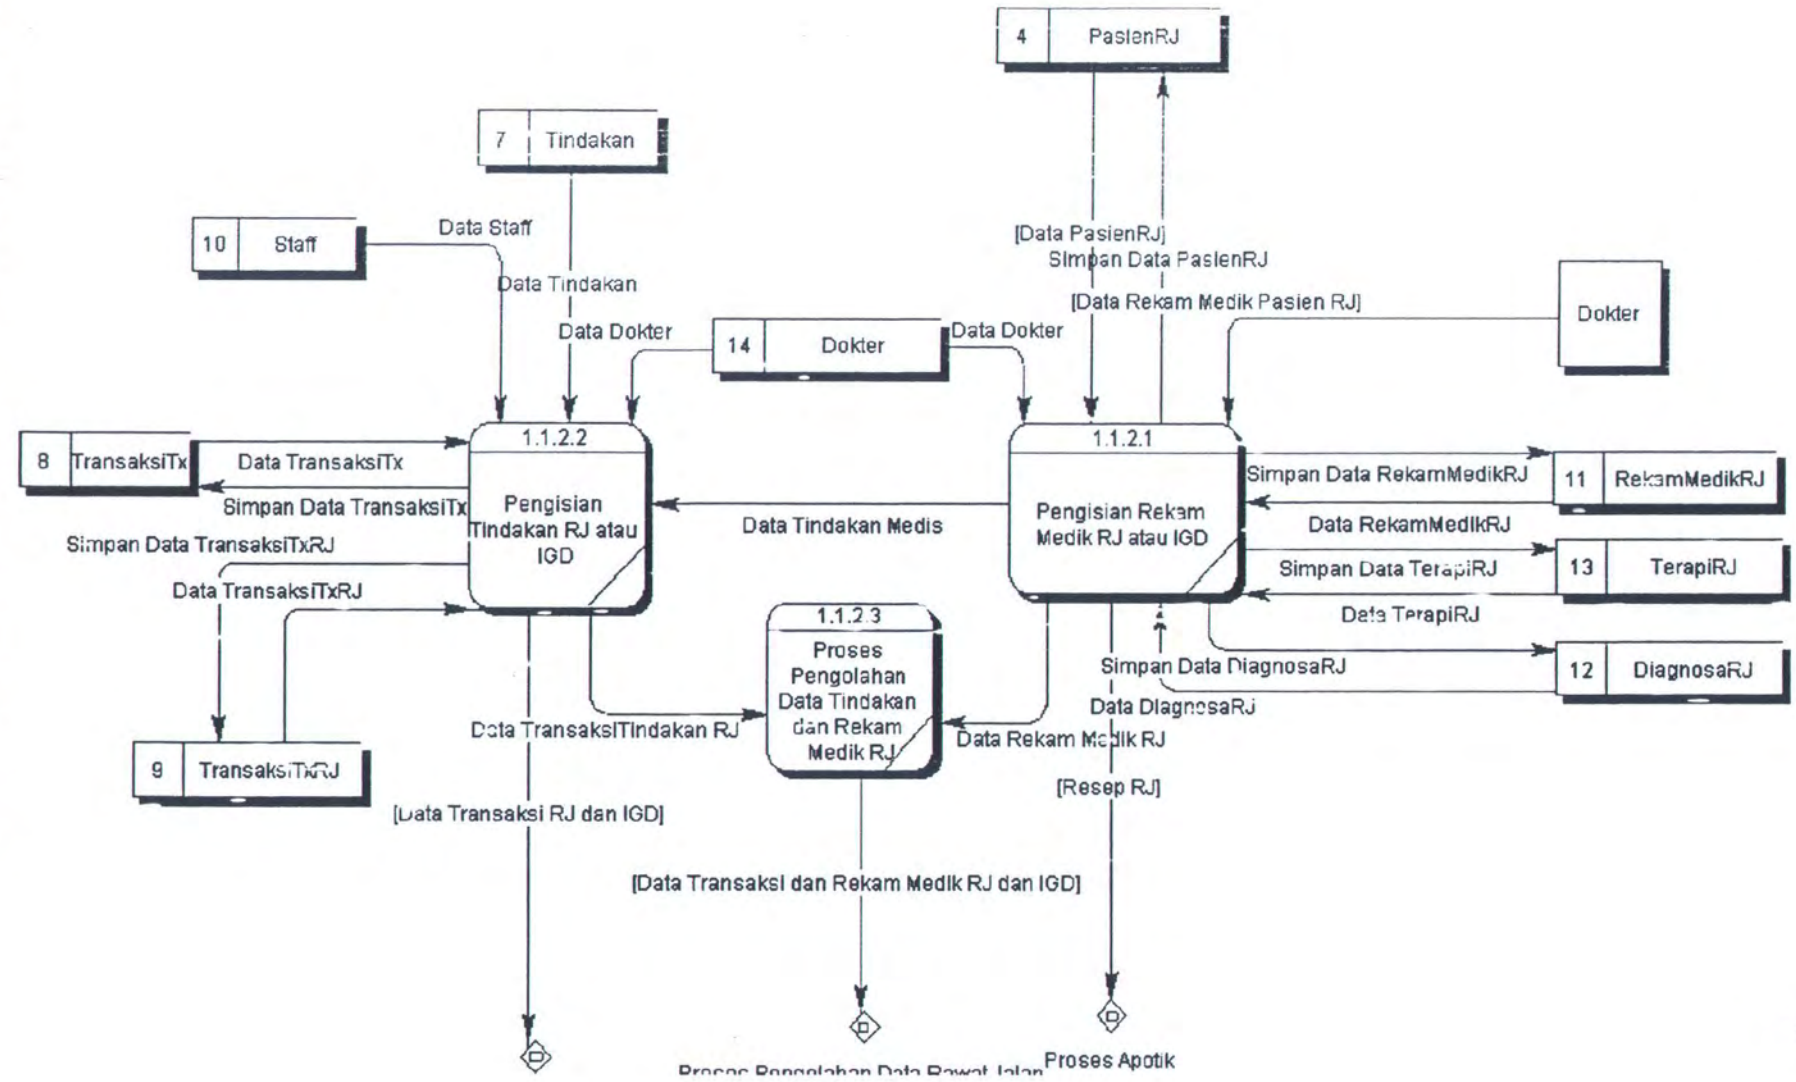 4 PasienRJ
7 Tindakan
10 Staff
Data Staff
[Data PasienRJ]
Simpan Data PasienRJ
Data Tindakan
[Data Rekam Medik Pasien RJ]
Dokter
Data Dokter
14 Dokter
Data Dokter
1.1.2.2
Pengisian
Tindakan RJ atau
IGD
1.1.2.1
Pengisian Rekam
Medik RJ atau IGD
8 TransaksiTx
Data TransaksiTx
Simpan Data TransaksiTx
Simpan Data TransaksiTxRJ
Data TransaksiTxRJ
Data Tindakan Medis
Simpan Data RekamMedikRJ
11 RekamMedikRJ
Data RekamMedikRJ
Simpan Data TerapiRJ
13 TerapiRJ
Data TerapiRJ
1.1.2.3
Proses
Pengolahan
Data Tindakan
dan Rekam
Medik RJ
Simpan Data DiagnosaRJ
12 DiagnosaRJ
Data DiagnosaRJ
Data TransaksiTindakan RJ
Data Rekam Medik RJ
9 TransaksiTxRJ
[Resep RJ]
[Data Transaksi RJ dan IGD]
[Data Transaksi dan Rekam Medik RJ dan IGD]
Proses Apotik
Proses Pengolahan Data Rawat Jalan